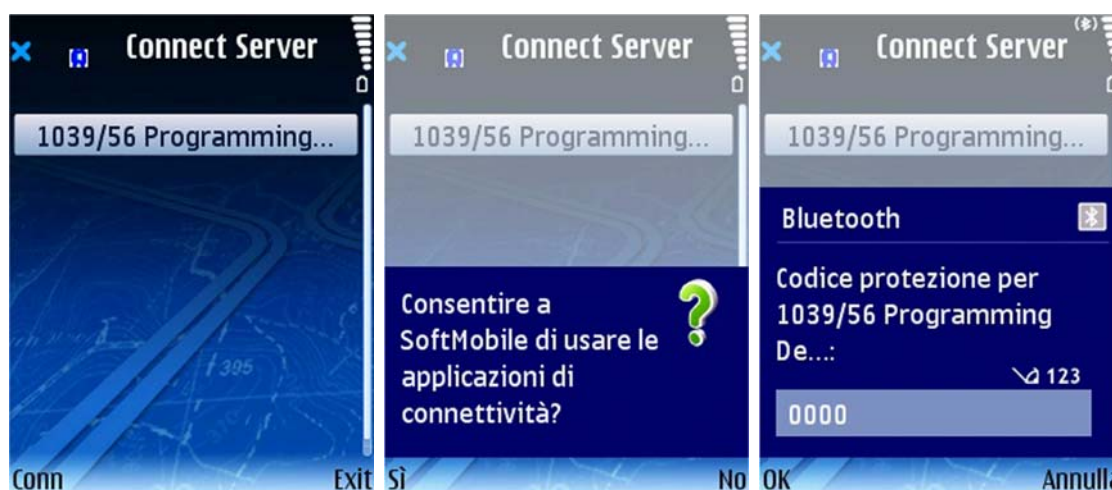 Connect Server
1039/56 Programming...
Conn Exit
Connect Server
1039/56 Programming...
Consentire a
SoftMobile di usare le
applicazioni di
connettività?
Sì No
Connect Server
1039/56 Programming...
Bluetooth
Codice protezione per
1039/56 Programming
De...:
123
0000
OK Annulla